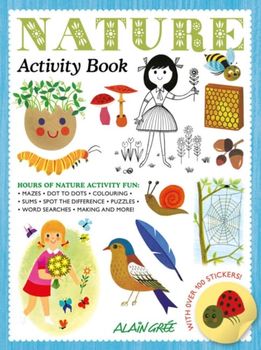 NATURE
Activity Book
HOURS OF NATURE ACTIVITY FUN:
• MAZES • DOT TO DOTS • COLOURING •
• SUMS • SPOT THE DIFFERENCE • PUZZLES •
• WORD SEARCHES • MAKING AND MORE!
WITH OVER 100 STICKERS!
ALAIN GRÉE